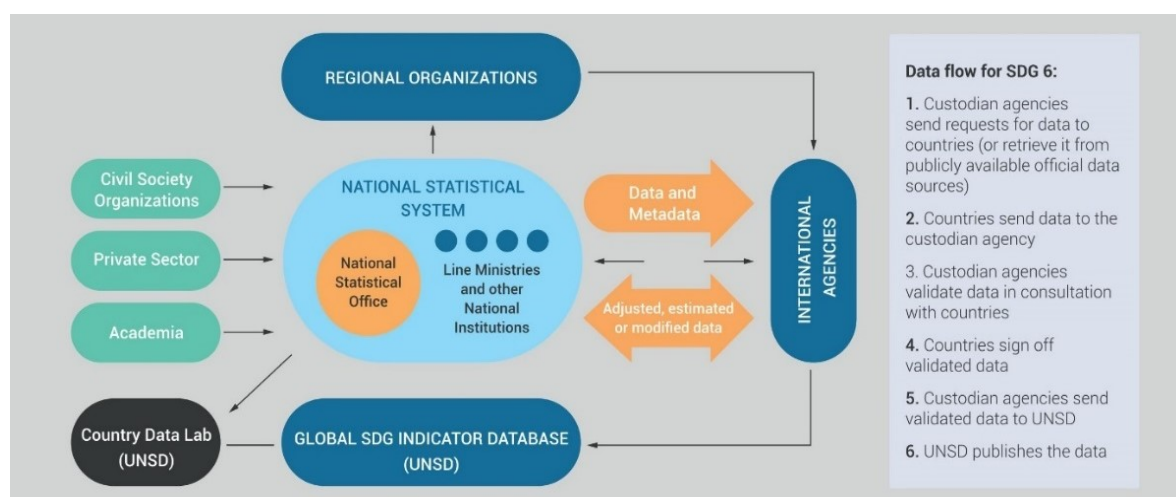 REGIONAL ORGANIZATIONS
Civil Society
Organizations
Private Sector
Academia
NATIONAL STATISTICAL
SYSTEM
National
Statistical
Office
Line Ministries
and other
National
Institutions
Data and
Metadata
Adjusted, estimated
or modified data
INTERNATIONAL
AGENCIES
Country Data Lab
(UNSD)
GLOBAL SDG INDICATOR DATABASE
(UNSD)
Data flow for SDG 6:
1. Custodian agencies
send requests for data to
countries (or retrieve it from
publicly available official data
sources)
2. Countries send data to the
custodian agency
3. Custodian agencies
validate data in consultation
with countries
4. Countries sign off
validated data
5. Custodian agencies send
validated data to UNSD
6. UNSD publishes the data